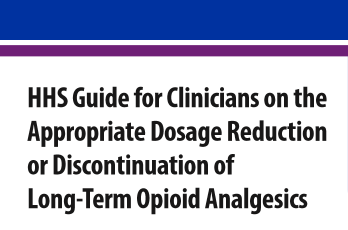 HHS Guide for Clinicians on the
Appropriate Dosage Reduction
or Discontinuation of
Long-Term Opioid Analgesics